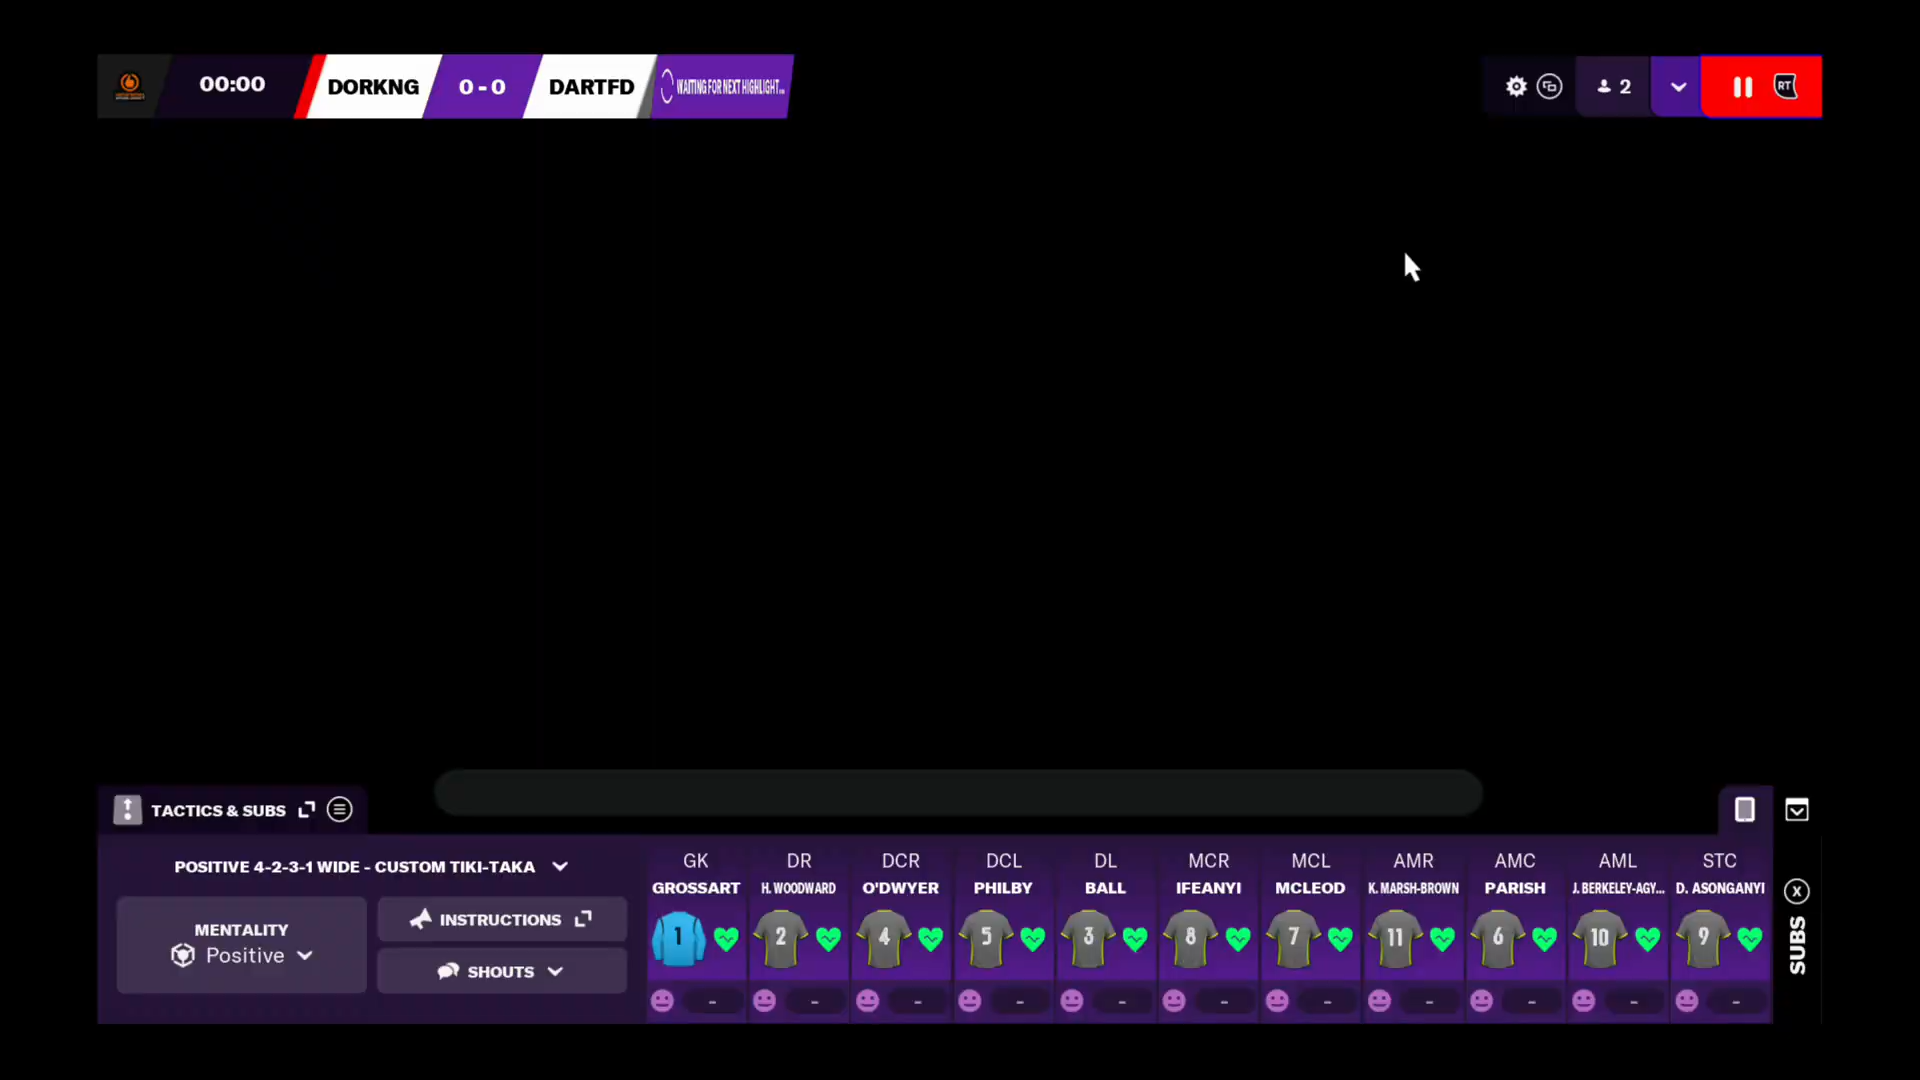 00:00 DORKNG 0 - 0 DARTFD WAITING FOR NEXT HIGHLIGHT...
2 RT
TACTICS & SUBS
POSITIVE 4-2-3-1 WIDE - CUSTOM TIKI-TAKA
MENTALITY
Positive
INSTRUCTIONS
SHOUTS
GK DR DCR DCL DL MCR MCL AMR AMC AML STC
GROSSART H. WOODWARD O'DWYER PHILBY BALL IFEANYI MCLEOD K. MARSH-BROWN PARISH J. BERKELEY-AGY... D. ASONGANYI
1 2 4 5 3 8 7 11 6 10 9
- - - - - - - - - - -
X
SUBS